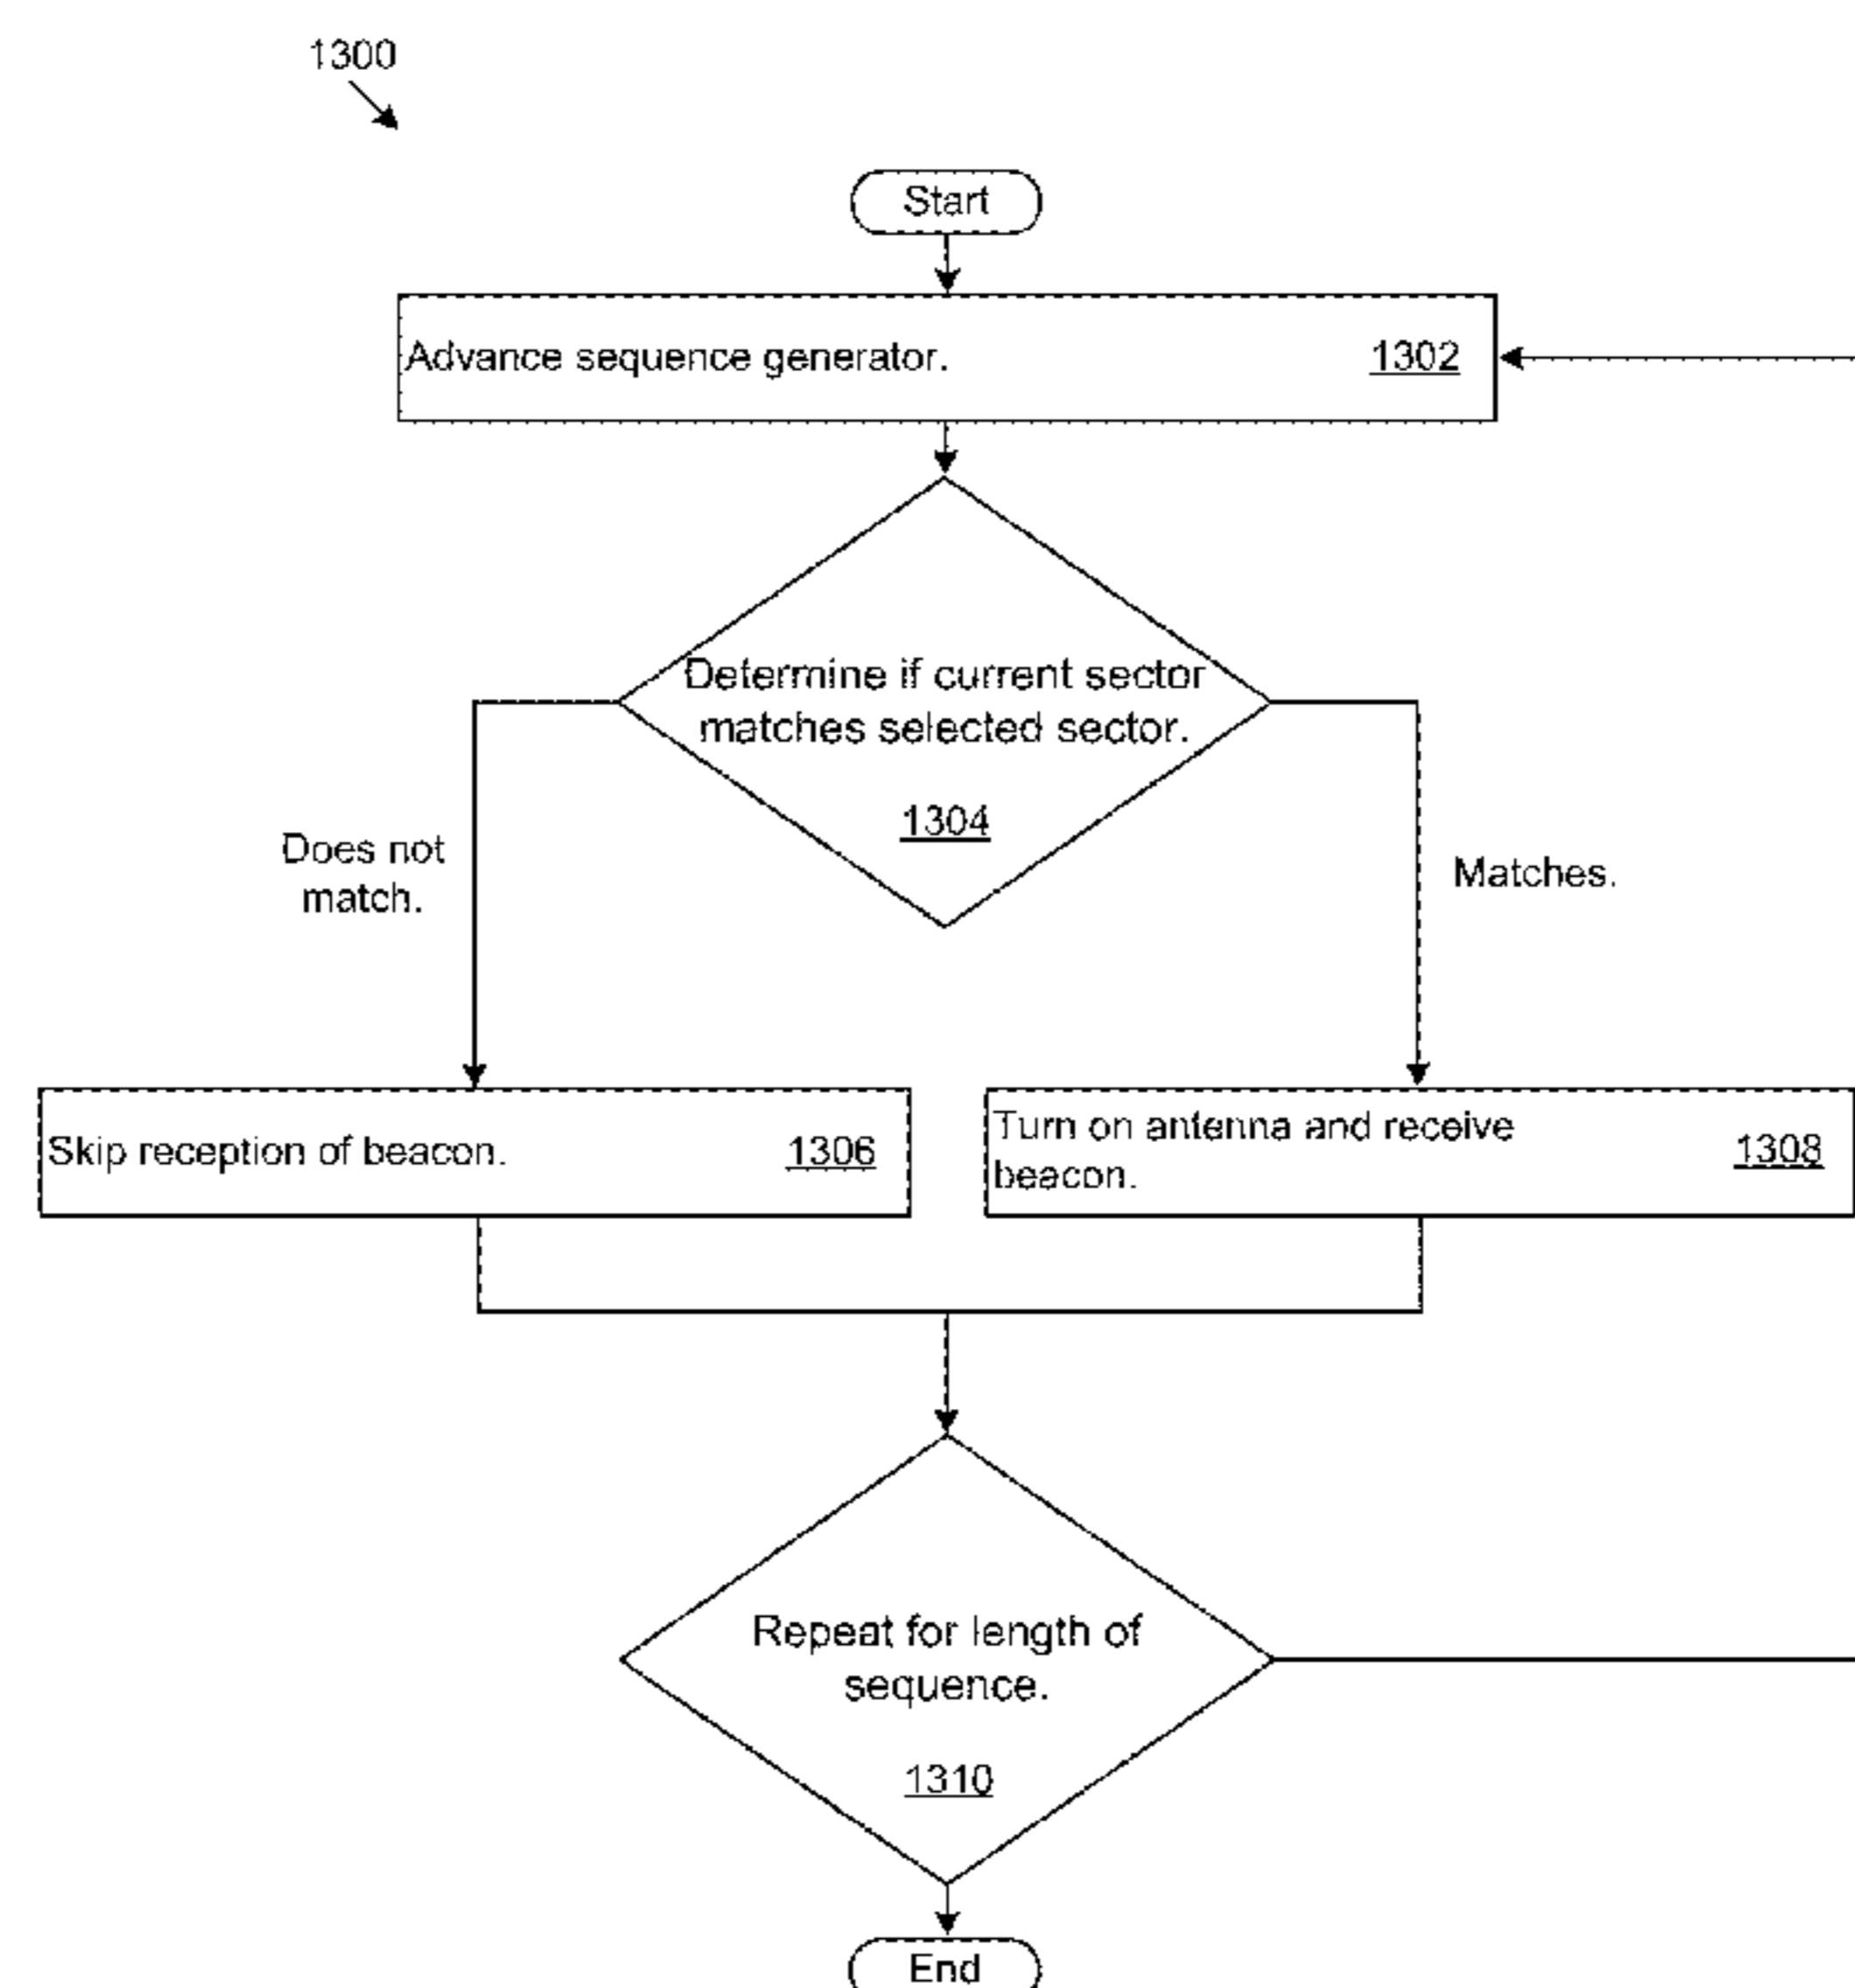 1300
Start
Advance sequence generator. 1302
Determine if current sector
matches selected sector.
1304
Does not
match.
Matches.
Skip reception of beacon. 1306
Turn on antenna and receive
beacon.
1308
Repeat for length of
sequence.
1310
End